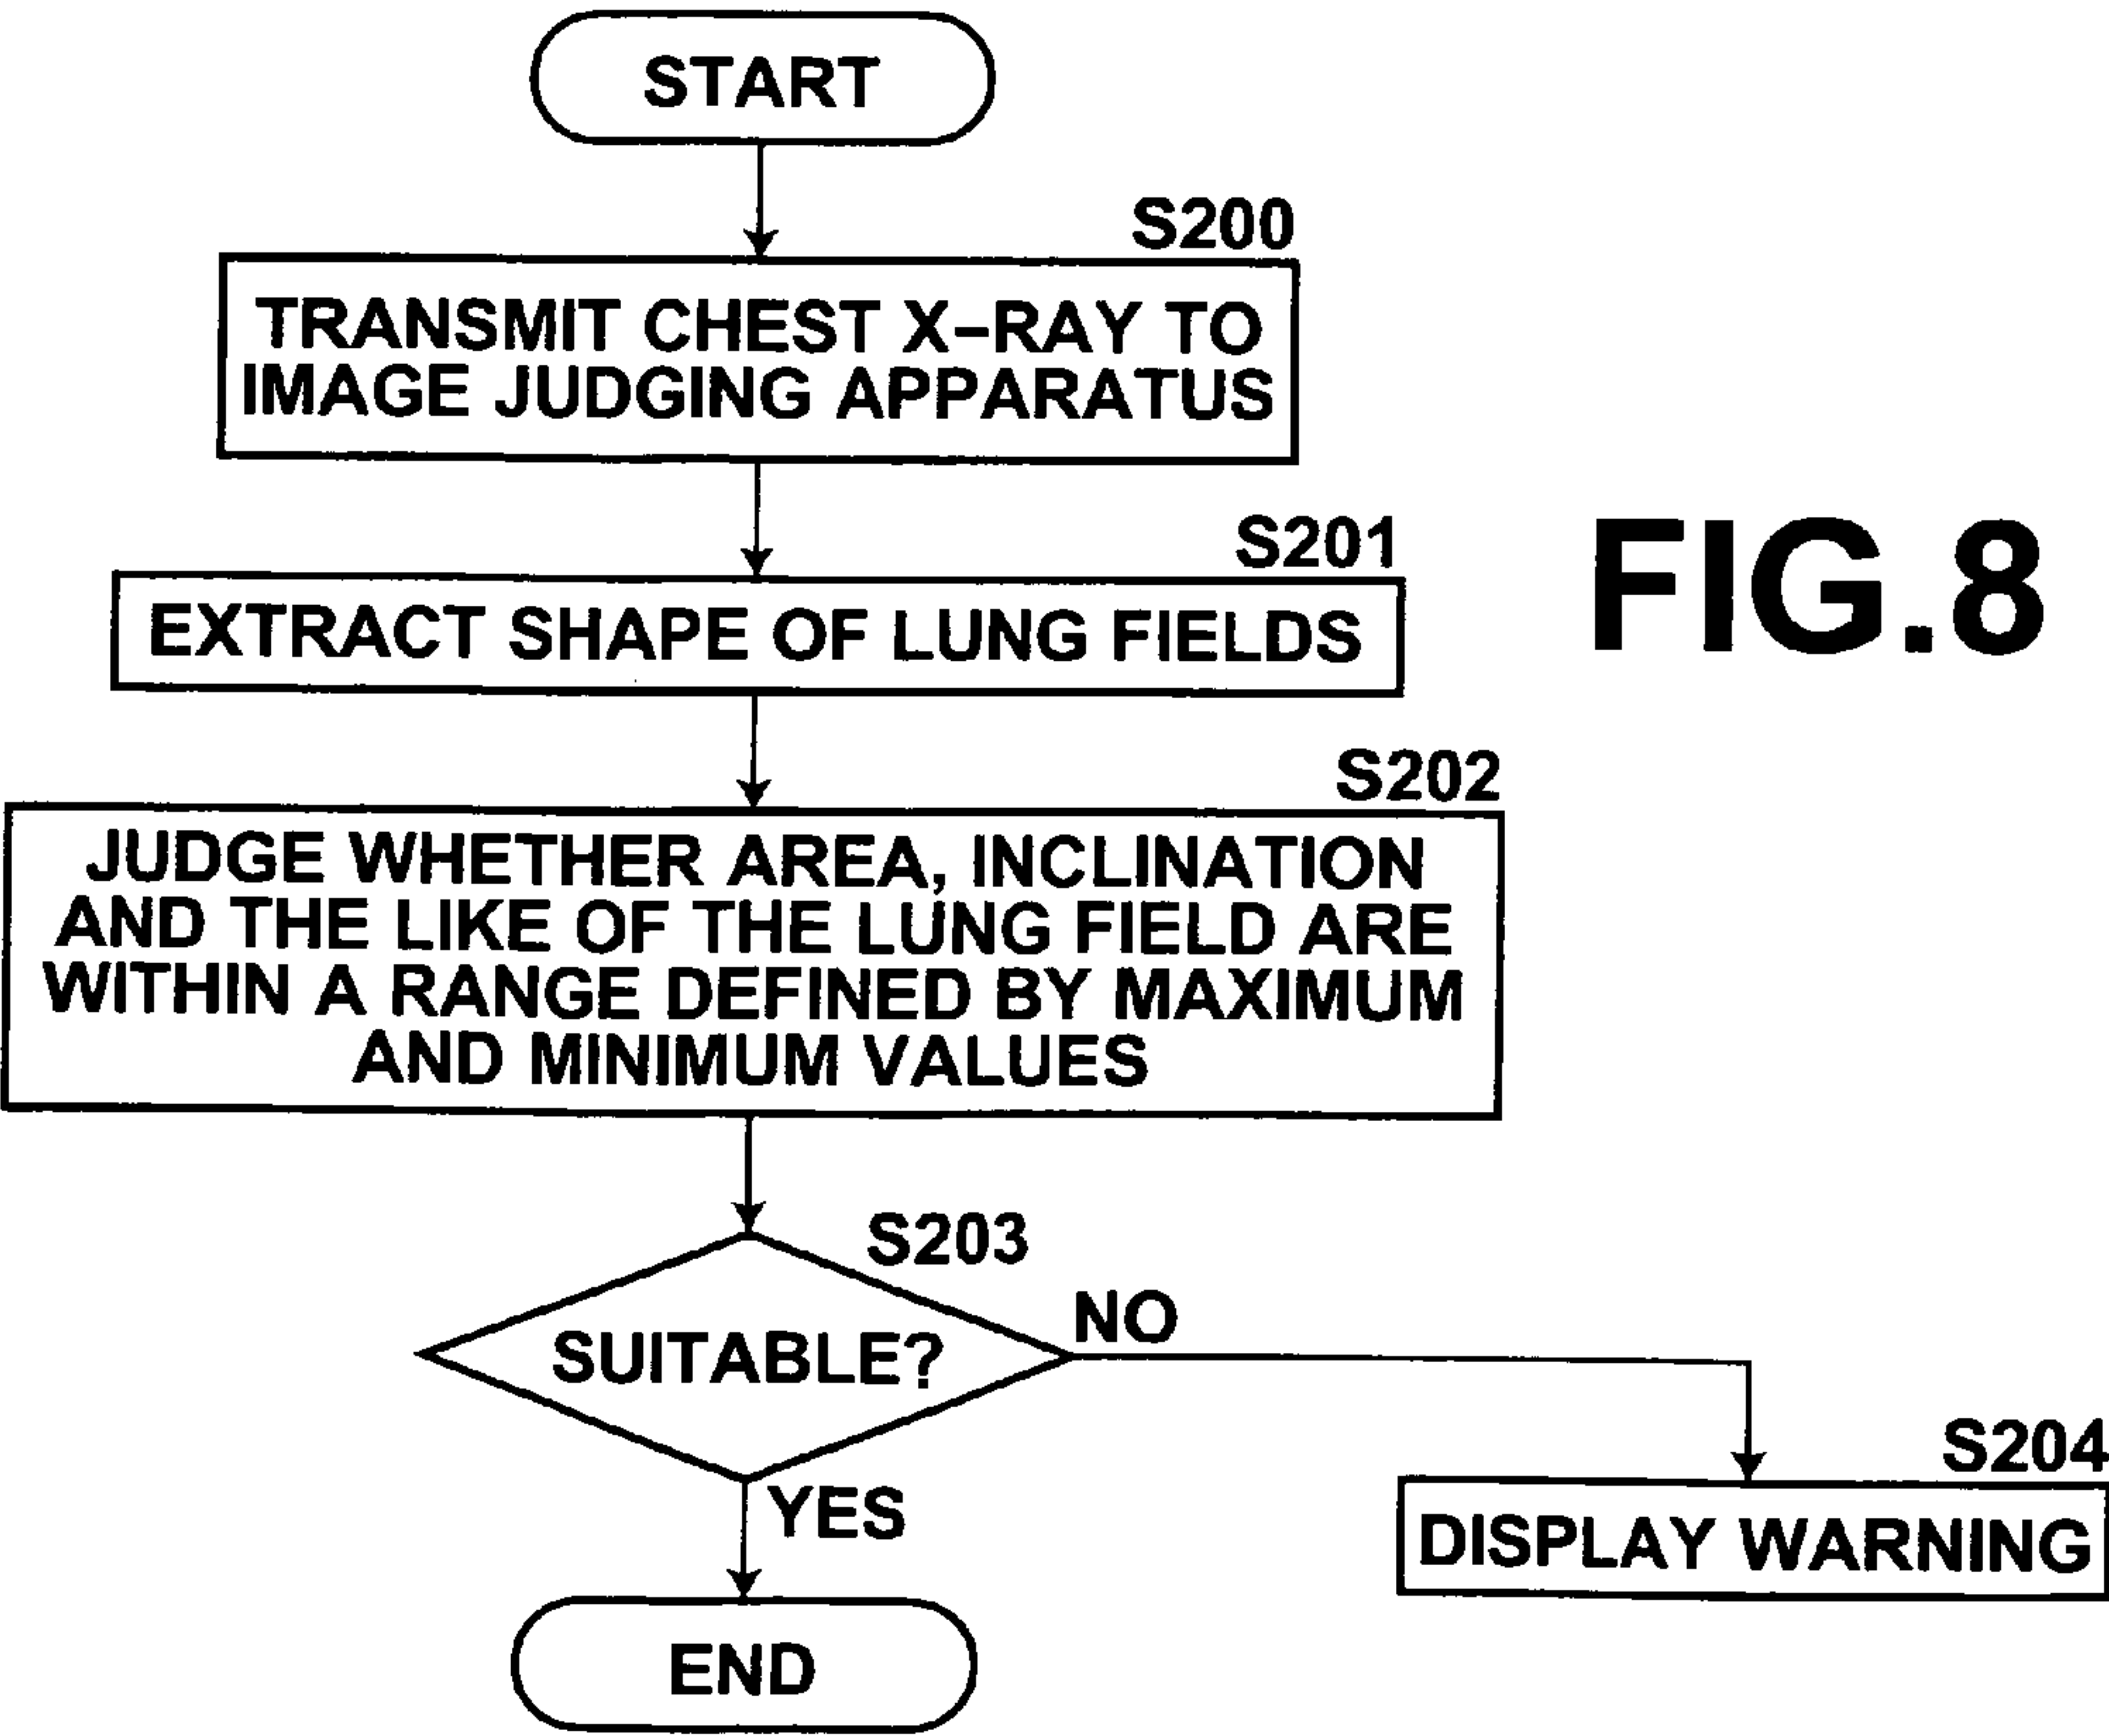 START
S200
TRANSMIT CHEST X-RAY TO
IMAGE JUDGING APPARATUS
S201
EXTRACT SHAPE OF LUNG FIELDS
FIG.8
S202
JUDGE WHETHER AREA, INCLINATION
AND THE LIKE OF THE LUNG FIELD ARE
WITHIN A RANGE DEFINED BY MAXIMUM
AND MINIMUM VALUES
S203
SUITABLE?
NO
YES
S204
DISPLAY WARNING
END